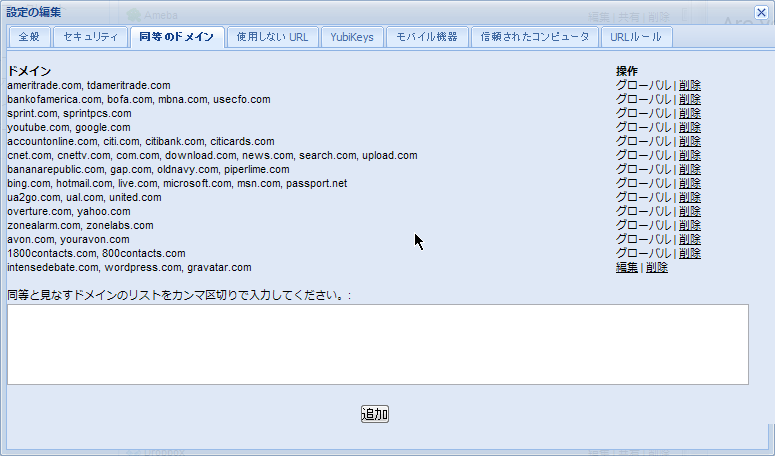 Ameba 編集 | 共有 | 削除
設定の編集
全般 セキュリティ 同等のドメイン 使用しない URL YubiKeys モバイル機器 信頼されたコンピュータ URLルール
ドメイン 操作
ameritrade.com, tdameritrade.com グローバル | 削除
bankofamerica.com, bofa.com, mbna.com, usecfo.com グローバル | 削除
sprint.com, sprintpcs.com グローバル | 削除
youtube.com, google.com グローバル | 削除
accountonline.com, citi.com, citibank.com, citicards.com グローバル | 削除
cnet.com, cnettv.com, com.com, download.com, news.com, search.com, upload.com グローバル | 削除
bananarepublic.com, gap.com, oldnavy.com, piperlime.com グローバル | 削除
bing.com, hotmail.com, live.com, microsoft.com, msn.com, passport.net グローバル | 削除
ua2go.com, ual.com, united.com グローバル | 削除
overture.com, yahoo.com グローバル | 削除
zonealarm.com, zonelabs.com グローバル | 削除
avon.com, youravon.com グローバル | 削除
1800contacts.com, 800contacts.com グローバル | 削除
intensedebate.com, wordpress.com, gravatar.com 編集 | 削除
同等と見なすドメインのリストをカンマ区切りで入力してください。:
追加
Dropbox 編集 | 共有 | 削除